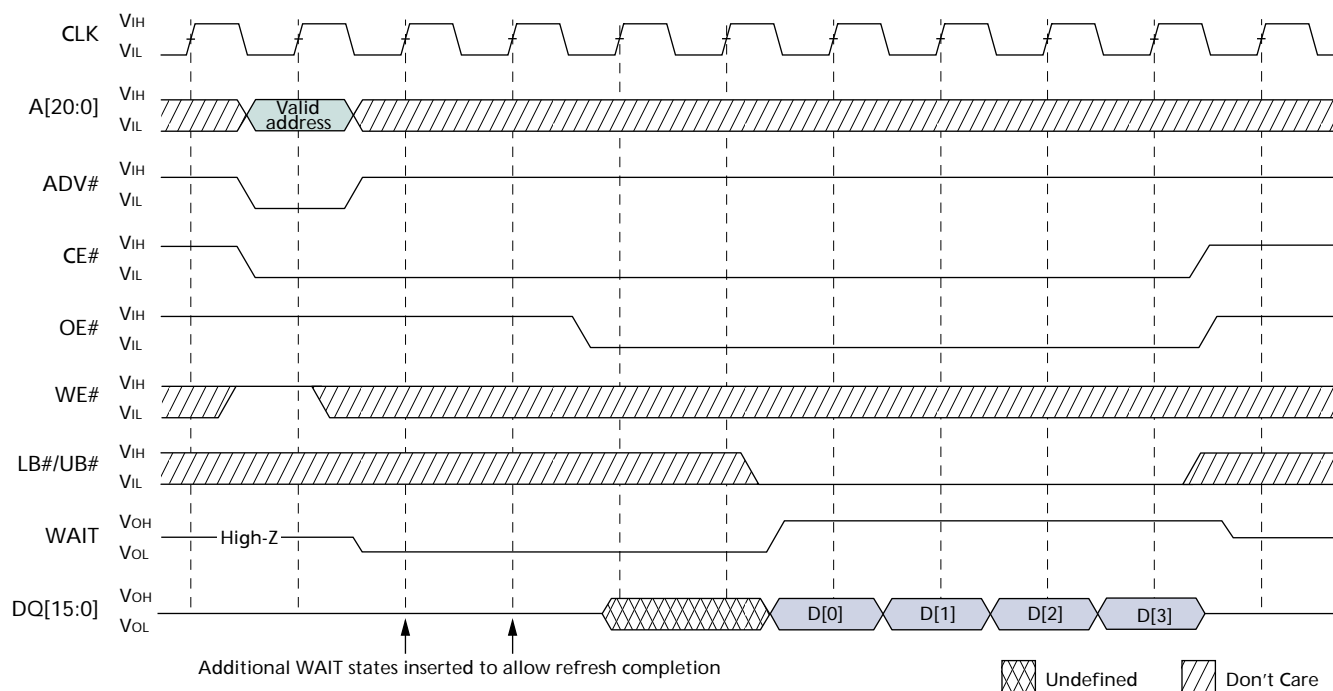 CLK VIH
VIL
A[20:0] VIH
VIL
Valid
address
ADV# VIH
VIL
CE# VIH
VIL
OE# VIH
VIL
WE# VIH
VIL
LB#/UB# VIH
VIL
WAIT VOH
VOL
High-Z
DQ[15:0] VOH
VOL
D[0] D[1] D[2] D[3]
Additional WAIT states inserted to allow refresh completion
Undefined Don't Care